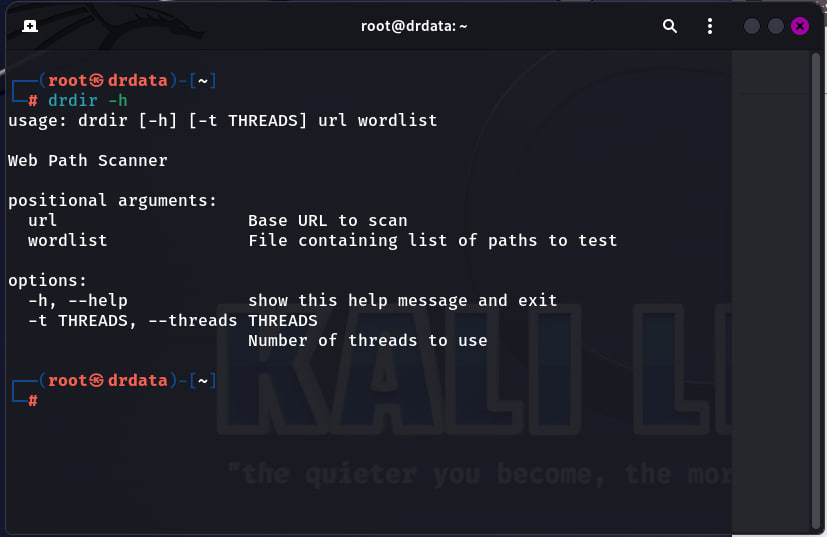 root@drdata: ~
┌──(root㉿drdata)-[~]
└─# drdir -h
usage: drdir [-h] [-t THREADS] url wordlist
Web Path Scanner
positional arguments:
  url                   Base URL to scan
  wordlist              File containing list of paths to test
options:
  -h, --help            show this help message and exit
  -t THREADS, --threads THREADS
                        Number of threads to use
┌──(root㉿drdata)-[~]
└─#
KALI LI
"the quieter you become, the mor